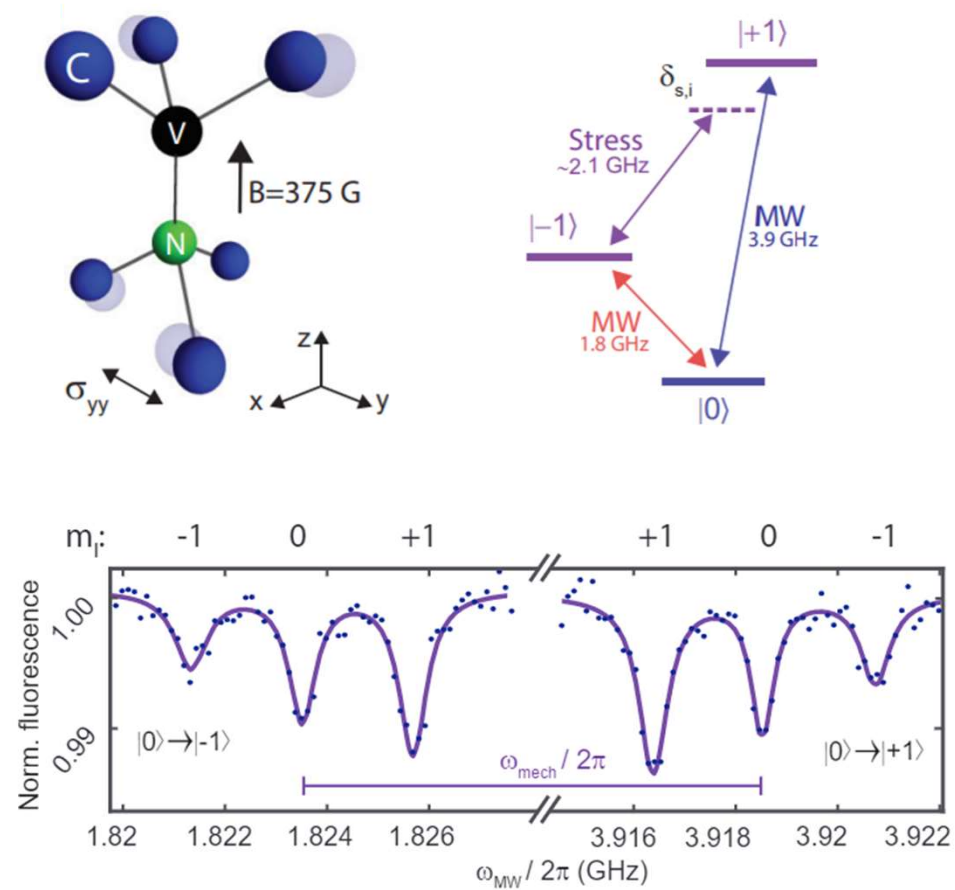 C
V
B=375 G
N
σyy
z
x
y
|+1⟩
δs,i
Stress
~2.1 GHz
|−1⟩
MW
3.9 GHz
MW
1.8 GHz
|0⟩
mI:
-1
0
+1
+1
0
-1
Norm. fluorescence
1.00
0.99
|0⟩→|-1⟩
ωmech / 2π
|0⟩→|+1⟩
1.82
1.822
1.824
1.826
3.916
3.918
3.92
3.922
ωMW / 2π (GHz)